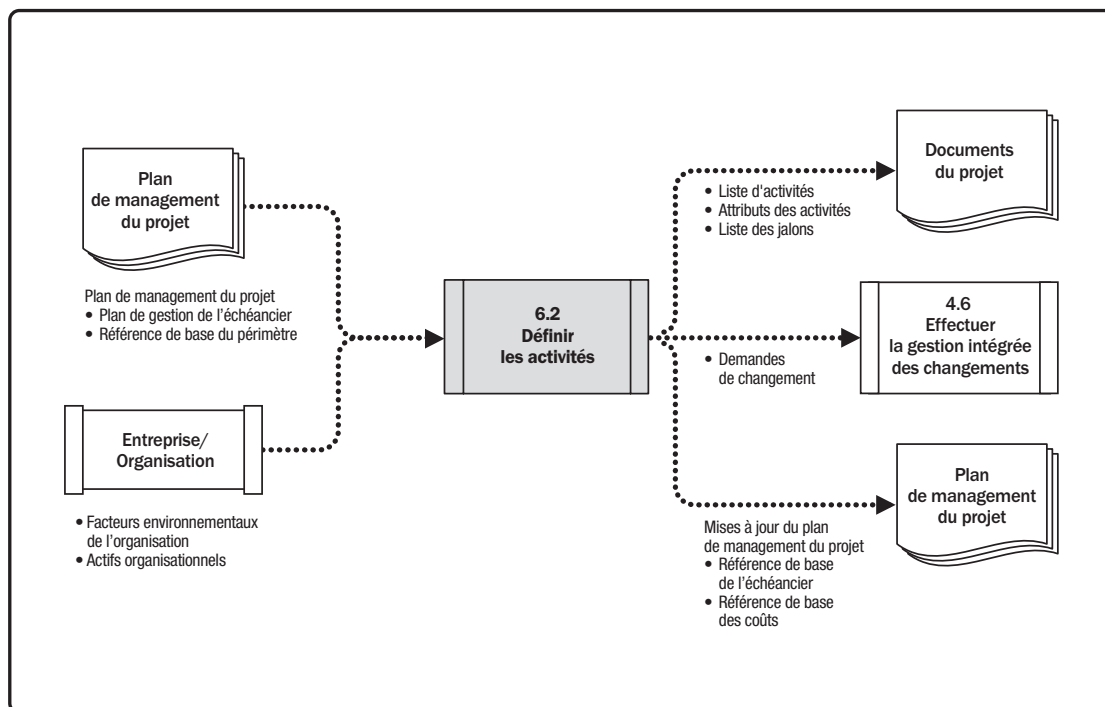 Plan
de management
du projet
Plan de management du projet
• Plan de gestion de l’échéancier
• Référence de base du périmètre
Entreprise/
Organisation
• Facteurs environnementaux
de l’organisation
• Actifs organisationnels
6.2
Définir
les activités
• Liste d'activités
• Attributs des activités
• Liste des jalons
Documents
du projet
• Demandes
de changement
4.6
Effectuer
la gestion intégrée
des changements
Mises à jour du plan
de management du projet
• Référence de base
de l’échéancier
• Référence de base
des coûts
Plan
de management
du projet